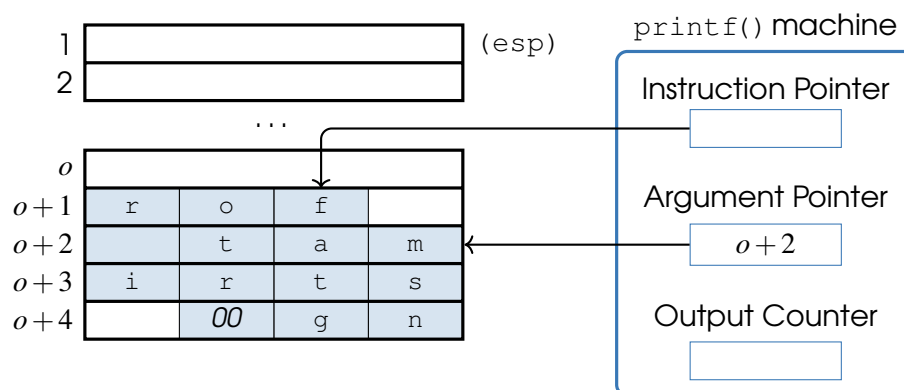 printf() machine
1 (esp)
2
Instruction Pointer
...
o
o+1 r o f
Argument Pointer
o+2 t a m
o+2
o+3 i r t s
o+4 00 g n
Output Counter